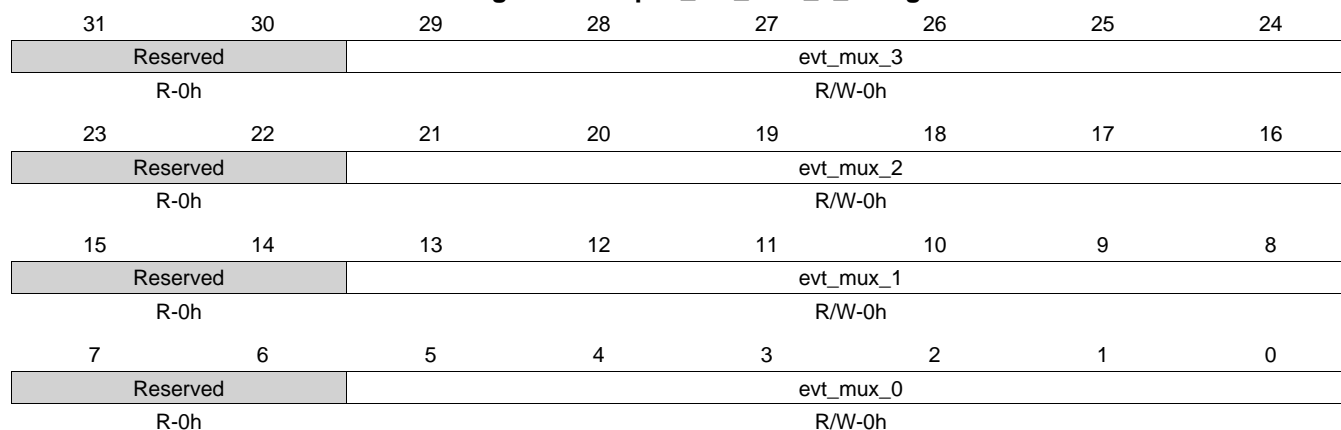 31 30 29 28 27 26 25 24
Reserved evt_mux_3
R-0h R/W-0h
23 22 21 20 19 18 17 16
Reserved evt_mux_2
R-0h R/W-0h
15 14 13 12 11 10 9 8
Reserved evt_mux_1
R-0h R/W-0h
7 6 5 4 3 2 1 0
Reserved evt_mux_0
R-0h R/W-0h